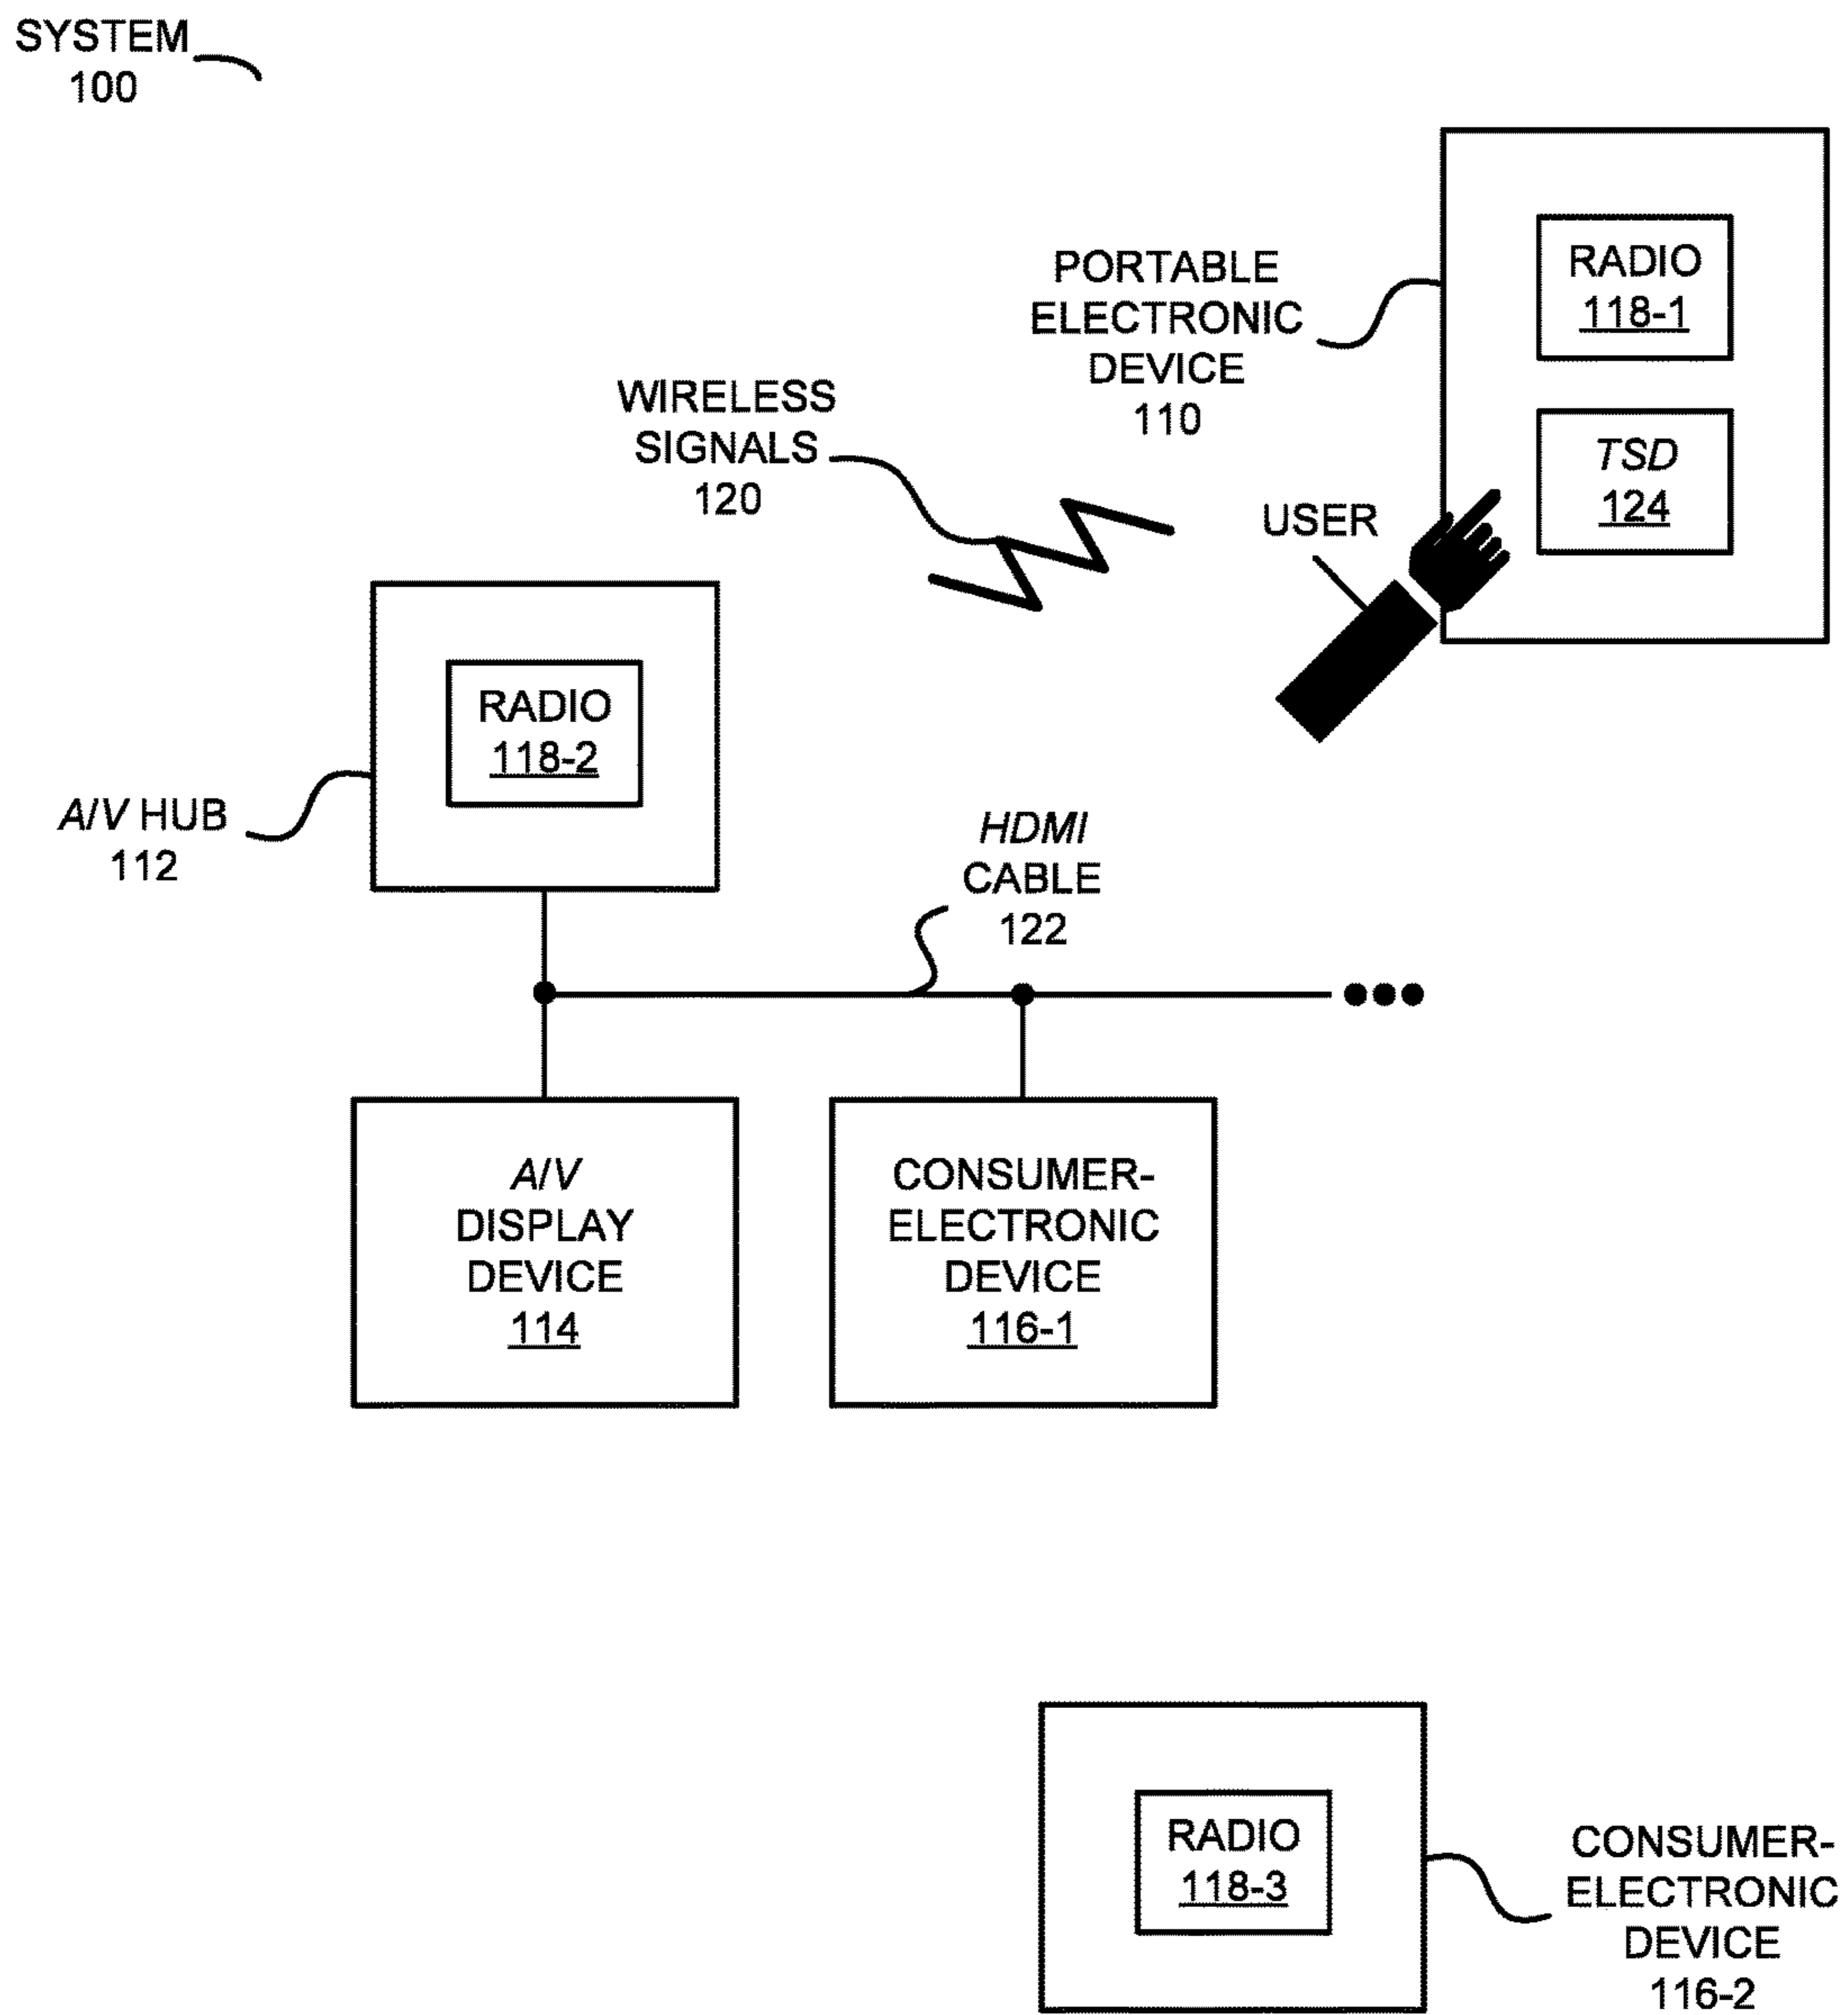 SYSTEM
100
PORTABLE
ELECTRONIC
DEVICE
110
RADIO
118-1
TSD
124
WIRELESS
SIGNALS
120
USER
RADIO
118-2
A/V HUB
112
HDMI
CABLE
122
A/V
DISPLAY
DEVICE
114
CONSUMER-
ELECTRONIC
DEVICE
116-1
RADIO
118-3
CONSUMER-
ELECTRONIC
DEVICE
116-2